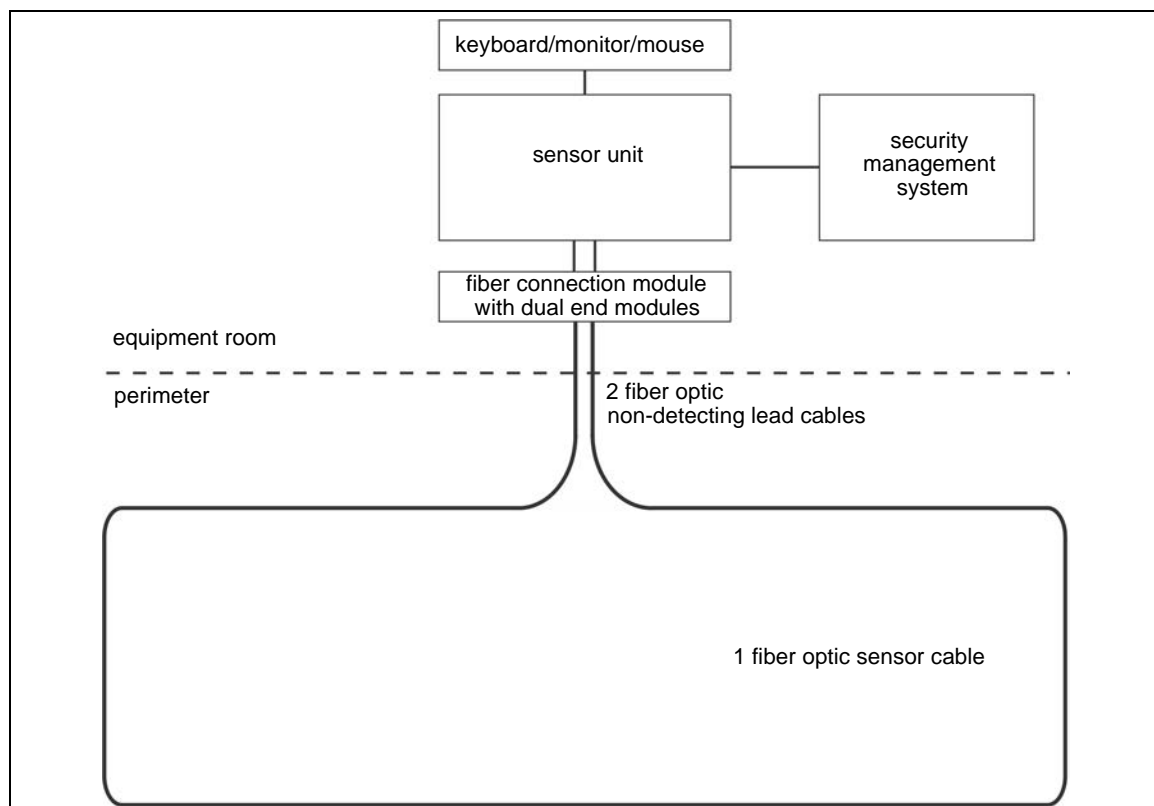 keyboard/monitor/mouse
sensor unit
security
management
system
fiber connection module
with dual end modules
equipment room
perimeter
2 fiber optic
non-detecting lead cables
1 fiber optic sensor cable